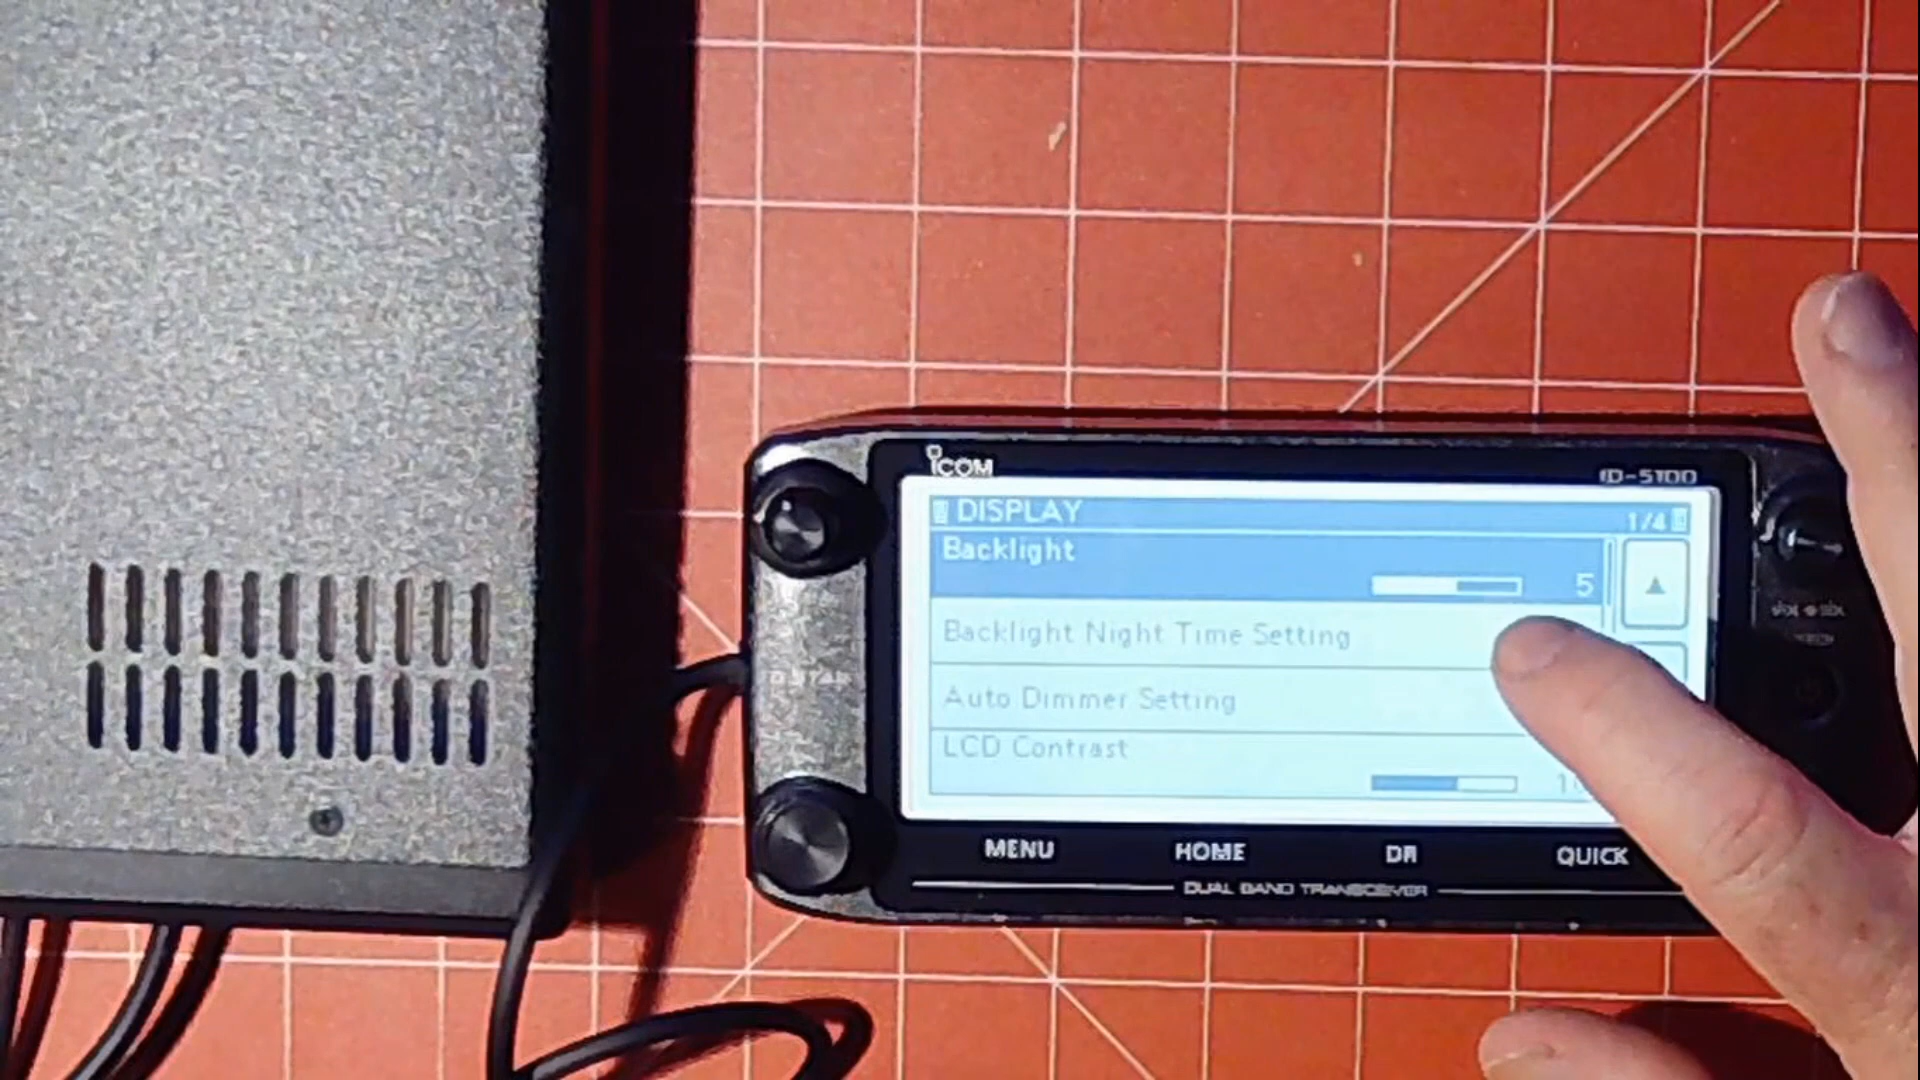 ICOM
ID-5100
DISPLAY
1/4
Backlight
5
Backlight Night Time Setting
Auto Dimmer Setting
LCD Contrast
MENU HOME DR QUICK
DUAL BAND TRANSCEIVER